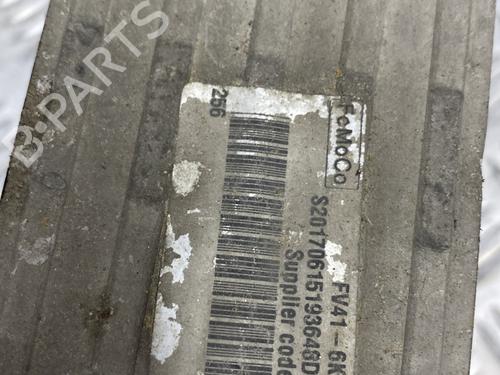 B-PARTS
256
FoMoCo
FV41-6K
S20170615193648D
Supplier code